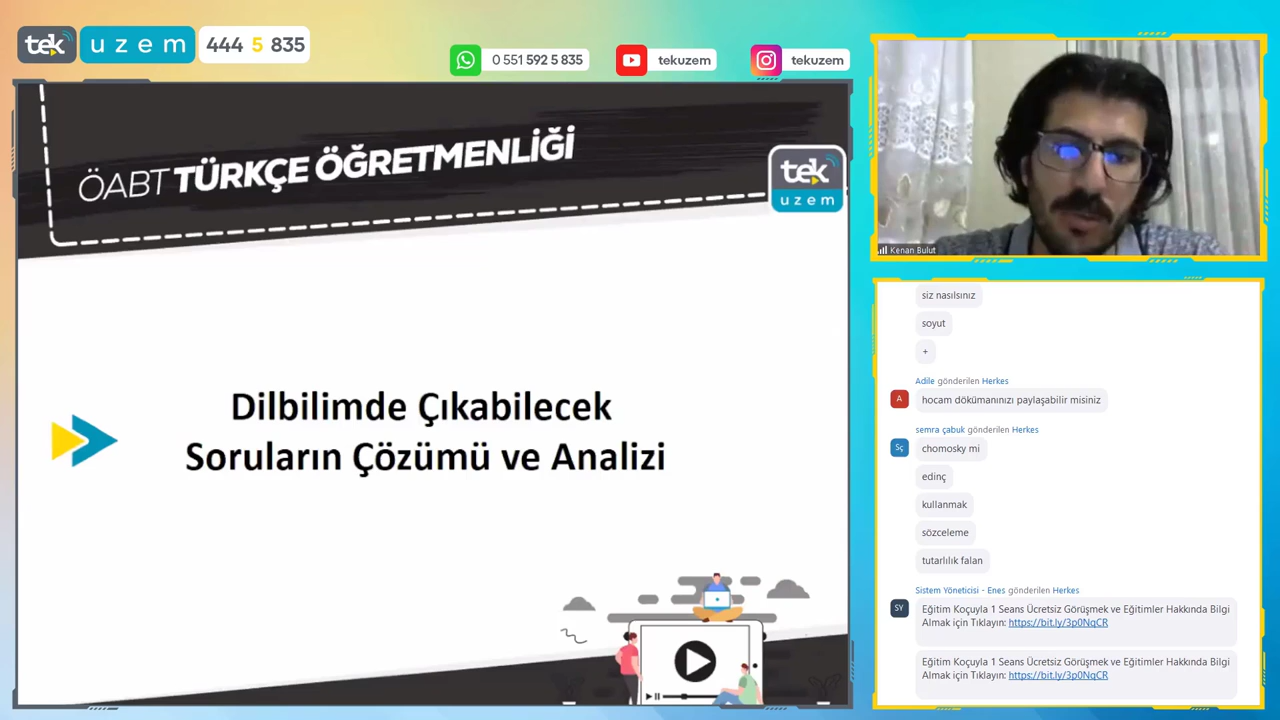 tek
uzem
444 5 835
0 551 592 5 835
tekuzem
tekuzem
ÖABT TÜRKÇE ÖĞRETMENLİĞİ
tek
uzem
Dilbilimde Çıkabilecek
Soruların Çözümü ve Analizi
Kenan Bulut
siz nasılsınız
soyut
+
Adile gönderilen Herkes
A
hocam dökümanınızı paylaşabilir misiniz
semra çabuk gönderilen Herkes
Sç
chomosky mi
edinç
kullanmak
sözceleme
tutarlılık falan
Sistem Yöneticisi - Enes gönderilen Herkes
SY
Eğitim Koçuyla 1 Seans Ücretsiz Görüşmek ve Eğitimler Hakkında Bilgi
Almak için Tıklayın: https://bit.ly/3p0NqCR
Eğitim Koçuyla 1 Seans Ücretsiz Görüşmek ve Eğitimler Hakkında Bilgi
Almak için Tıklayın: https://bit.ly/3p0NqCR